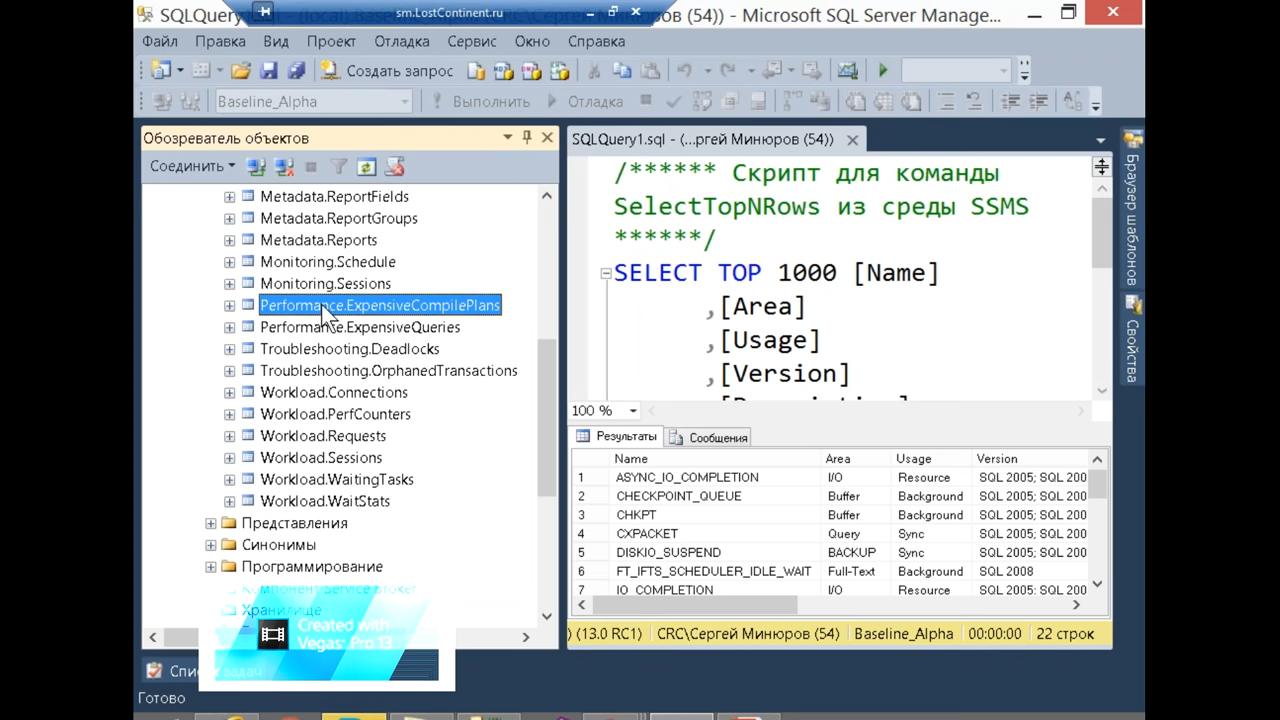 SQLQuery1
sm.LostContinent.ru
(54)) - Microsoft SQL Server Manage...
Файл Правка Вид Проект Отладка Сервис Окно Справка
Создать запрос
Baseline_Alpha Выполнить Отладка
Обозреватель объектов
Соединить
Metadata.ReportFields
Metadata.ReportGroups
Metadata.Reports
Monitoring.Schedule
Monitoring.Sessions
Performance.ExpensiveCompilePlans
Performance.ExpensiveQueries
Troubleshooting.Deadlocks
Troubleshooting.OrphanedTransactions
Workload.Connections
Workload.PerfCounters
Workload.Requests
Workload.Sessions
Workload.WaitingTasks
Workload.WaitStats
Представления
Синонимы
Программирование
Компонент Service Broker
Хранилище
Created with
Vegas Pro 13
SQLQuery1.sql - (...ргей Минюров (54))
/****** Скрипт для команды
SelectTopNRows из среды SSMS
******/
SELECT TOP 1000 [Name]
,[Area]
,[Usage]
,[Version]
100 %
Результаты Сообщения
Name Area Usage Version
1 ASYNC_IO_COMPLETION I/O Resource SQL 2005; SQL 200
2 CHECKPOINT_QUEUE Buffer Background SQL 2005; SQL 200
3 CHKPT Buffer Background SQL 2005; SQL 200
4 CXPACKET Query Sync SQL 2005; SQL 200
5 DISKIO_SUSPEND BACKUP Sync SQL 2005; SQL 200
6 FT_IFTS_SCHEDULER_IDLE_WAIT Full-Text Background SQL 2008
7 IO_COMPLETION I/O Resource SQL 2005; SQL 200
) (13.0 RC1) CRC\Сергей Минюров (54) Baseline_Alpha 00:00:00 22 строк
Браузер шаблонов
Свойства
Список задач
Готово